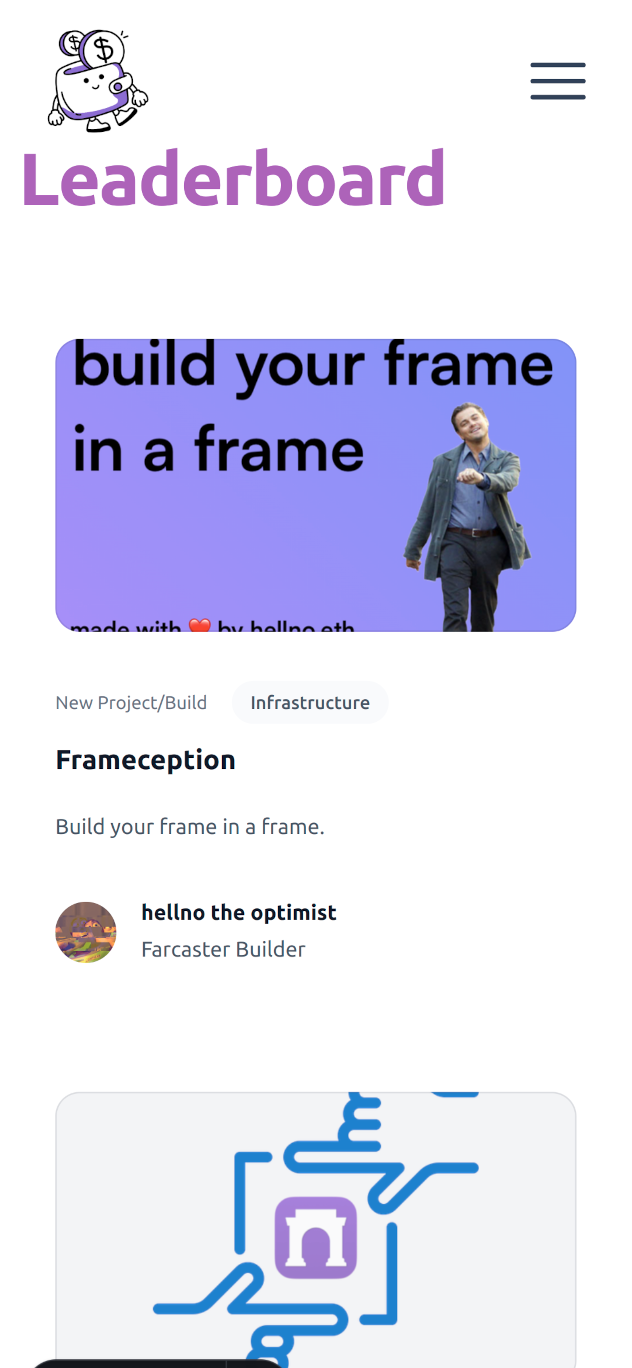 Leaderboard
build your frame
in a frame
made with ❤️ by hellno.eth
New Project/Build
Infrastructure
Frameception
Build your frame in a frame.
hellno the optimist
Farcaster Builder